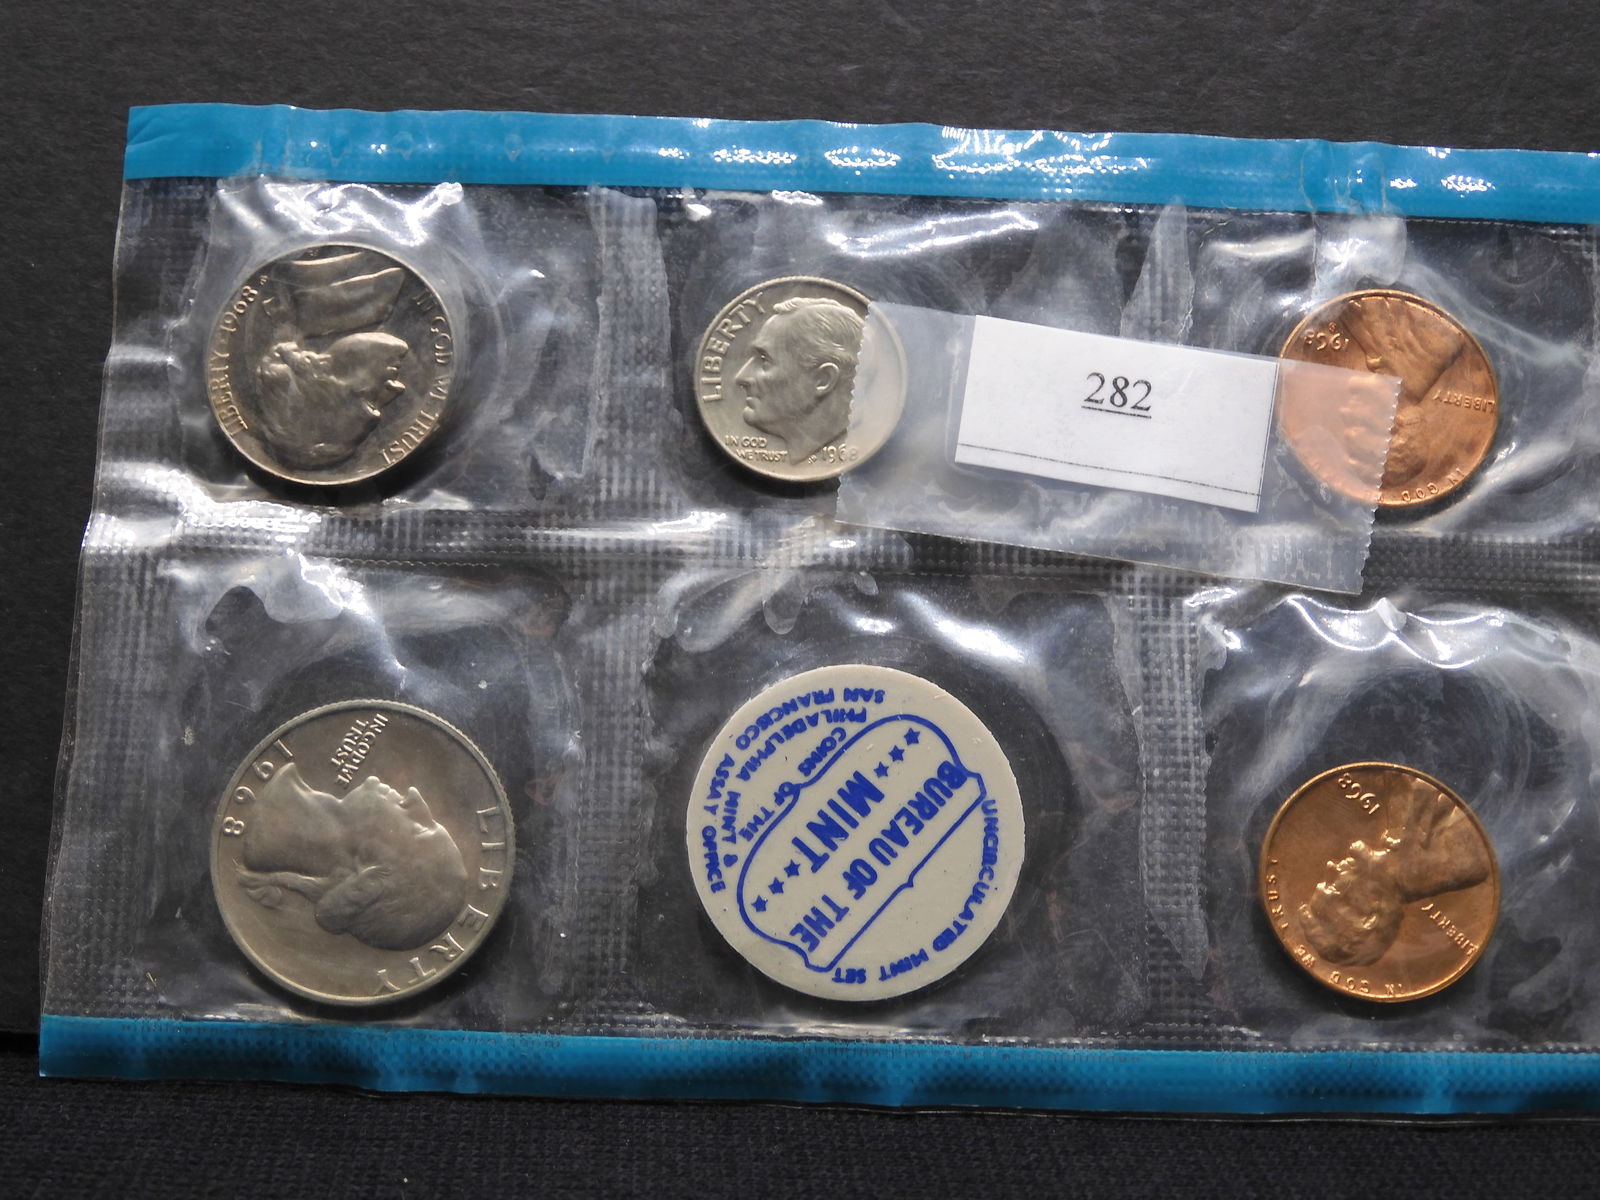 LIBERTY · 1968 S
IN GOD WE TRUST
LIBERTY
IN GOD
WE TRUST
JS 1968
282
1968
S
LIBERTY
IN GOD
1968
LIBERTY
IN GOD WE
TRUST
UNCIRCULATED MINT SET
BUREAU OF THE
MINT
COINS OF THE
PHILADELPHIA MINT &
SAN FRANCISCO ASSAY OFFICE
1968
LIBERTY
IN GOD WE TRUST